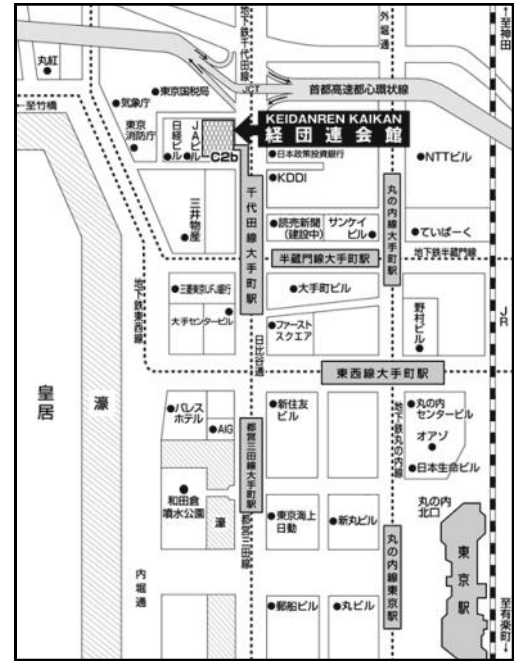 地下鉄千代田線
外堀通
←至神田
丸紅
JCT
首都高速都心環状線
東京国税局
気象庁
←至竹橋
東京
消防庁
日経ビル
JAビル
C2b
KEIDANREN KAIKAN
経団連会館
日本政策投資銀行
NTTビル
KDDI
千代田線大手町駅
丸の内線大手町駅
三井物産
読売新聞
(建設中)
サンケイ
ビル
ていぱーく
半蔵門線大手町駅
地下鉄半蔵門線
三菱東京UFJ銀行
大手町ビル
地下鉄東西線
大手センタービル
日比谷通
ファースト
スクエア
野村ビル
JR
東西線大手町駅
皇居
濠
パレス
ホテル
AIG
都営三田線大手町駅
新住友
ビル
地下鉄丸の内線
丸の内
センタービル
オアゾ
日本生命ビル
和田倉
噴水公園
濠
都営三田線
東京海上
日動
新丸ビル
丸の内
北口
丸の内線東京駅
東京駅
内堀通
郵船ビル
丸ビル
至有楽町→